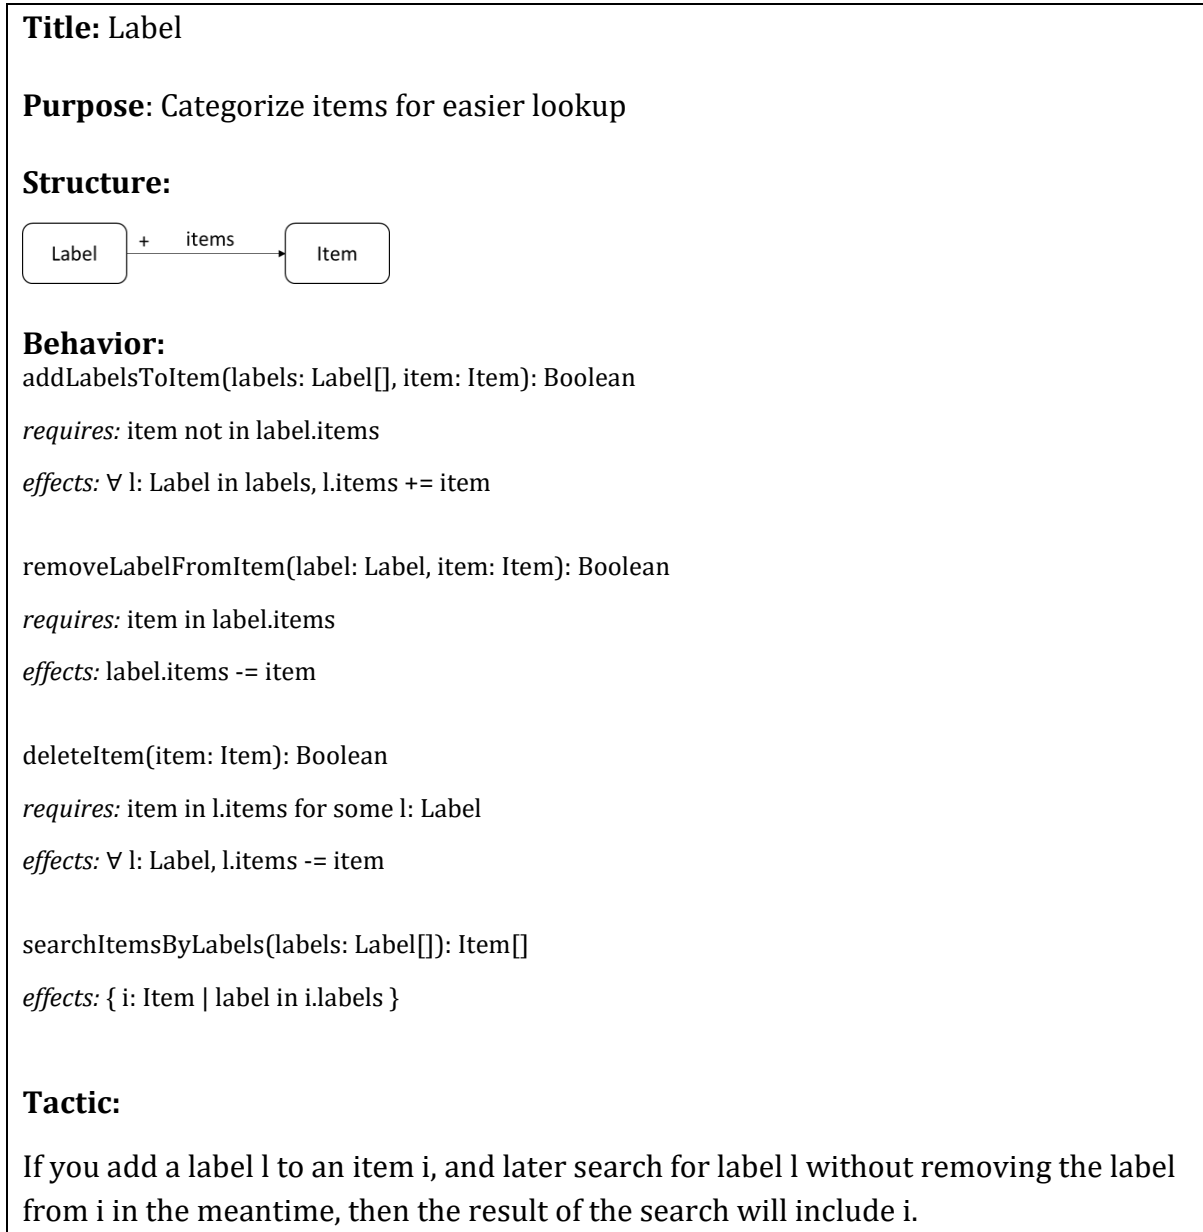 Title: Label
Purpose: Categorize items for easier lookup
Structure:
Label
+
items
Item
Behavior:
addLabelsToItem(labels: Label[], item: Item): Boolean
requires: item not in label.items
effects: ∀ l: Label in labels, l.items += item
removeLabelFromItem(label: Label, item: Item): Boolean
requires: item in label.items
effects: label.items -= item
deleteItem(item: Item): Boolean
requires: item in l.items for some l: Label
effects: ∀ l: Label, l.items -= item
searchItemsByLabels(labels: Label[]): Item[]
effects: { i: Item | label in i.labels }
Tactic:
If you add a label l to an item i, and later search for label l without removing the label
from i in the meantime, then the result of the search will include i.